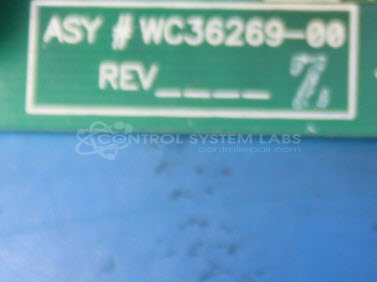 ASY # WC36269-00
REV____ Z
CONTROL SYSTEM LABS
controlrepair.com